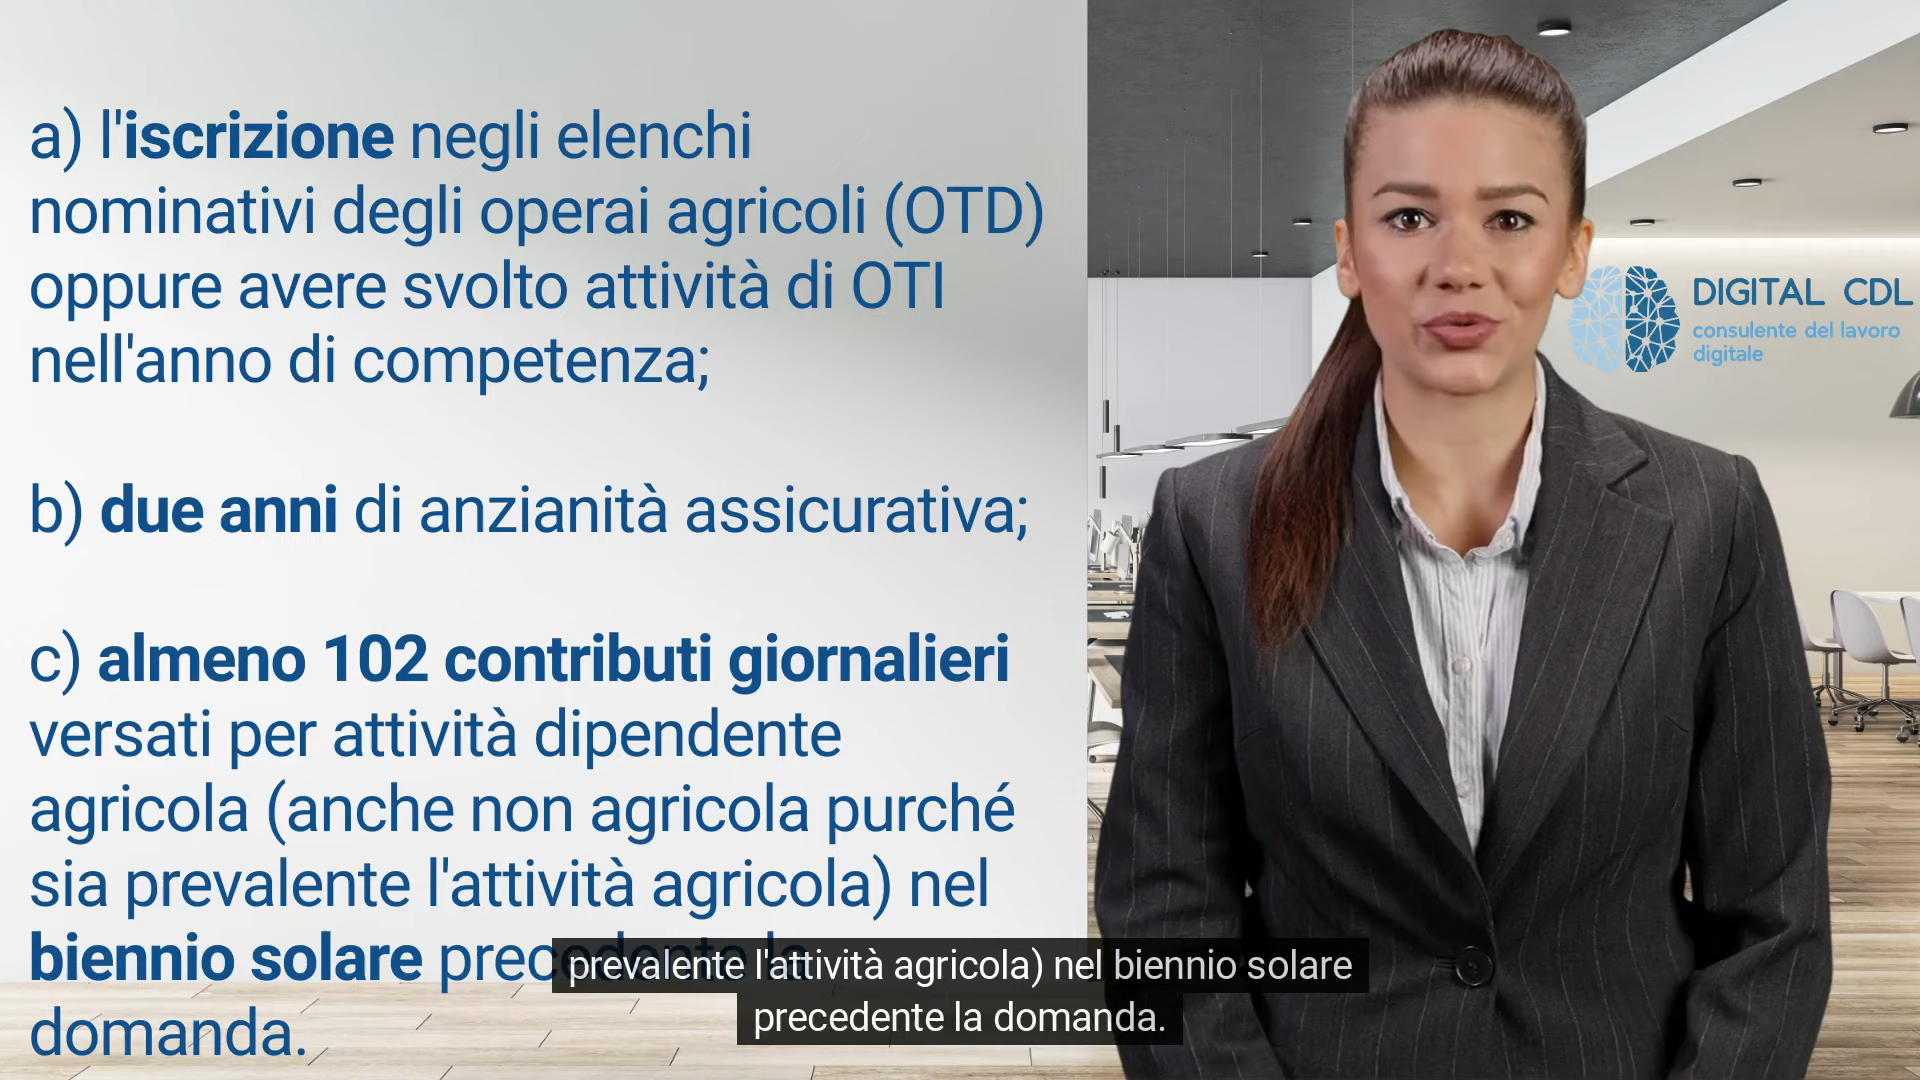 a) l'iscrizione negli elenchi
nominativi degli operai agricoli (OTD)
oppure avere svolto attività di OTI
nell'anno di competenza;
b) due anni di anzianità assicurativa;
c) almeno 102 contributi giornalieri
versati per attività dipendente
agricola (anche non agricola purché
sia prevalente l'attività agricola) nel
biennio solare precedente la
domanda.
DIGITAL CDL
consulente del lavoro
digitale
prevalente l'attività agricola) nel biennio solare
precedente la domanda.